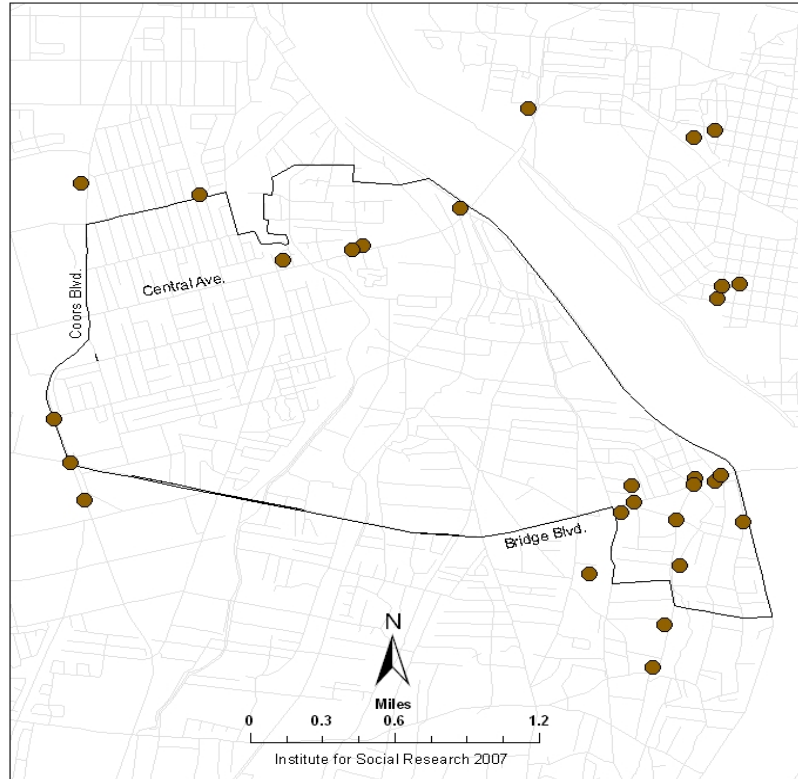 Central Ave.
Coors Blvd.
Bridge Blvd.
N
Miles
0 0.3 0.6 1.2
Institute for Social Research 2007